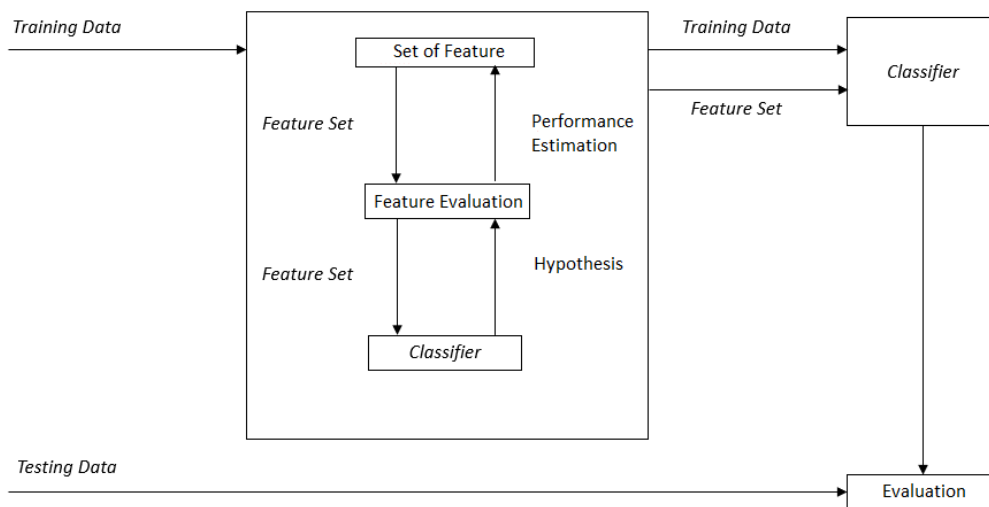 Training Data
Set of Feature
Training Data
Classifier
Feature Set
Performance
Estimation
Feature Set
Feature Evaluation
Feature Set
Hypothesis
Classifier
Testing Data
Evaluation